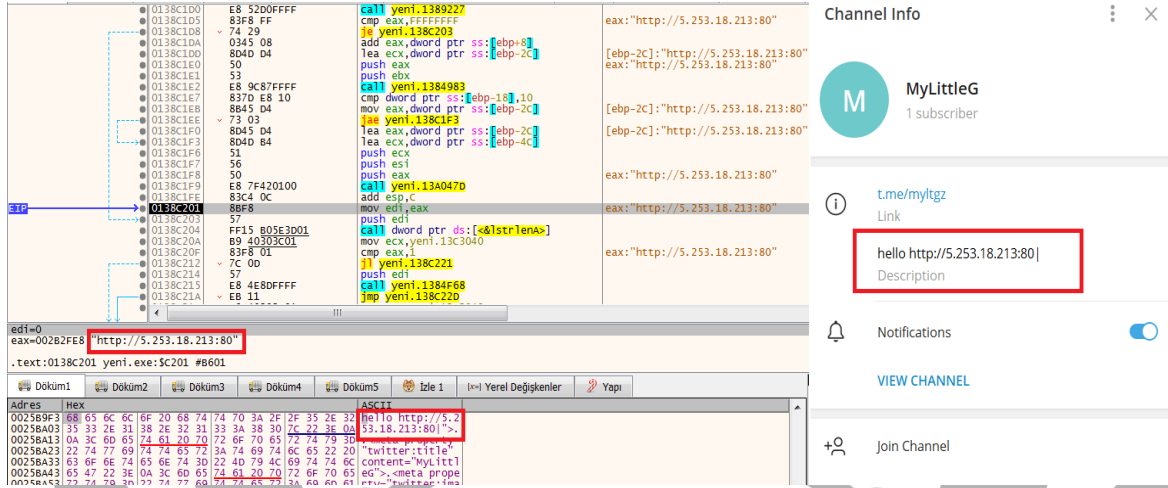 0138C1D0 E8 52D0FFFF call yeni.1389227
0138C1D5 83F8 FF cmp eax,FFFFFFFF eax:"http://5.253.18.213:80"
0138C1D8 74 29 je yeni.138C203
0138C1DA 0345 08 add eax,dword ptr ss:[ebp+8]
0138C1DD 8D4D D4 lea ecx,dword ptr ss:[ebp-2C] [ebp-2C]:"http://5.253.18.213:80"
0138C1E0 50 push eax eax:"http://5.253.18.213:80"
0138C1E1 53 push ebx
0138C1E2 E8 9C87FFFF call yeni.1384983
0138C1E7 837D E8 10 cmp dword ptr ss:[ebp-18],10
0138C1EB 8B45 D4 mov eax,dword ptr ss:[ebp-2C] [ebp-2C]:"http://5.253.18.213:80"
0138C1EE 73 03 jae yeni.138C1F3
0138C1F0 8D45 D4 lea eax,dword ptr ss:[ebp-2C] [ebp-2C]:"http://5.253.18.213:80"
0138C1F3 8D4D B4 lea ecx,dword ptr ss:[ebp-4C]
0138C1F6 51 push ecx
0138C1F7 56 push esi
0138C1F8 50 push eax eax:"http://5.253.18.213:80"
0138C1F9 E8 7F420100 call yeni.13A047D
0138C1FE 83C4 0C add esp,C
EIP 0138C201 8BF8 mov edi,eax eax:"http://5.253.18.213:80"
0138C203 57 push edi
0138C204 FF15 B05E3D01 call dword ptr ds:[<&lstrlenA>]
0138C20A B9 40303C01 mov ecx,yeni.13C3040
0138C20F 83F8 01 cmp eax,1 eax:"http://5.253.18.213:80"
0138C212 7C 0D jl yeni.138C221
0138C214 57 push edi
0138C215 E8 4E8DFFFF call yeni.1384F68
0138C21A EB 11 jmp yeni.138C22D
edi=0
eax=002B2FE8 "http://5.253.18.213:80"
.text:0138C201 yeni.exe:$C201 #B601
Döküm1 Döküm2 Döküm3 Döküm4 Döküm5 İzle 1 [x=] Yerel Değişkenler Yapı
Adres Hex ASCII
0025B9F3 68 65 6C 6C 6F 20 68 74 74 70 3A 2F 2F 35 2E 32 hello http://5.2
0025BA03 35 33 2E 31 38 2E 32 31 33 3A 38 30 7C 22 3E 0A 53.18.213:80|">.
0025BA13 0A 3C 6D 65 74 61 20 70 72 6F 70 65 72 74 79 3D .<meta property=
0025BA23 22 74 77 69 74 74 65 72 3A 74 69 74 6C 65 22 20 "twitter:title"
0025BA33 63 6F 6E 74 65 6E 74 3D 22 4D 79 4C 69 74 74 6C content="MyLittl
0025BA43 65 47 22 3E 0A 3C 6D 65 74 61 20 70 72 6F 70 65 eG">.<meta prope
0025BA53 72 74 79 3D 22 74 77 69 74 74 65 72 3A 69 6D 61 rty="twitter:ima
Channel Info
M
MyLittleG
1 subscriber
t.me/myltgz
Link
hello http://5.253.18.213:80|
Description
Notifications
VIEW CHANNEL
Join Channel